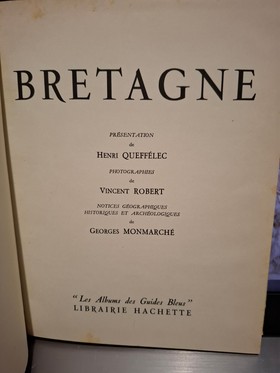 BRETAGNE
PRÉSENTATION
de
HENRI QUEFFÉLEC
PHOTOGRAPHIES
de
VINCENT ROBERT
NOTICES GÉOGRAPHIQUES
HISTORIQUES ET ARCHÉOLOGIQUES
de
GEORGES MONMARCHÉ
"Les Albums des Guides Bleus"
LIBRAIRIE HACHETTE